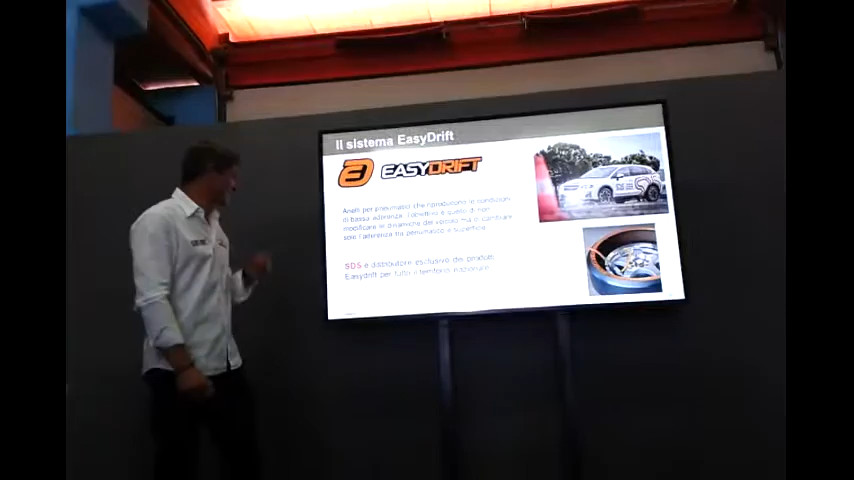 Il sistema EasyDrift
EASYDRIFT
Anelli per pneumatici che riproducono le condizioni
di bassa aderenza. L'obiettivo è quello di non
modificare le dinamiche del veicolo ma di cambiare
solo l'aderenza tra pneumatico e superficie.
SDS è distributore esclusivo dei prodotti
Easydrift per tutto il territorio nazionale.